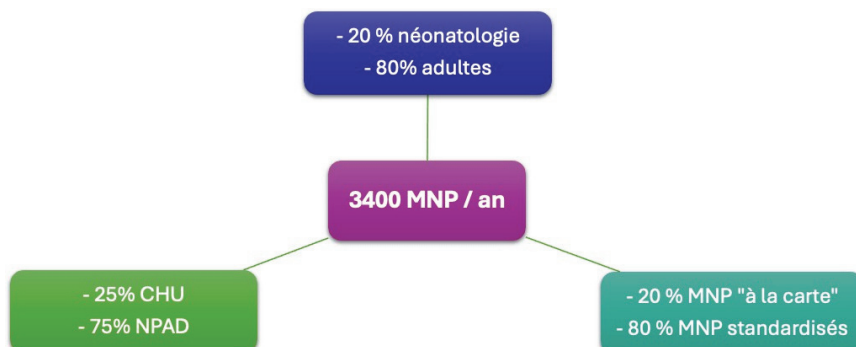 - 20 % néonatologie
- 80% adultes
3400 MNP / an
- 25% CHU
- 75% NPAD
- 20 % MNP "à la carte"
- 80 % MNP standardisés